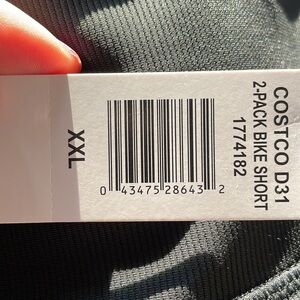 COSTCO D31
2-PACK BIKE SHORT
1774182
XXL
0 43475 28643 2